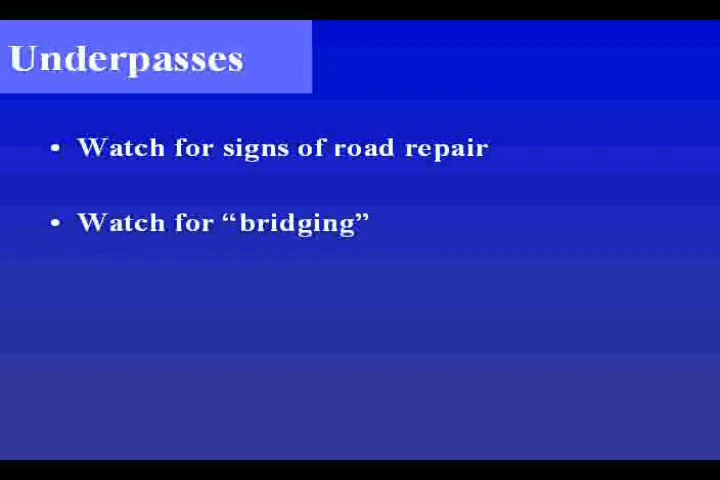 Underpasses
• Watch for signs of road repair
• Watch for “bridging”